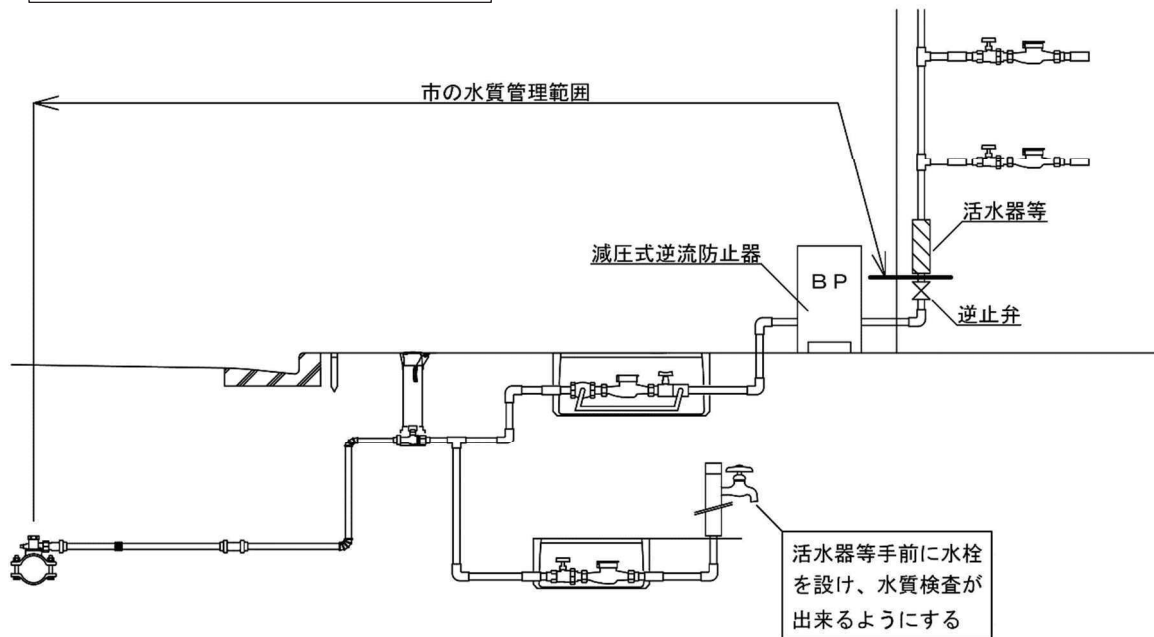 市の水質管理範囲
活水器等
減圧式逆流防止器
BP
逆止弁
活水器等手前に水栓
を設け、水質検査が
出来るようにする